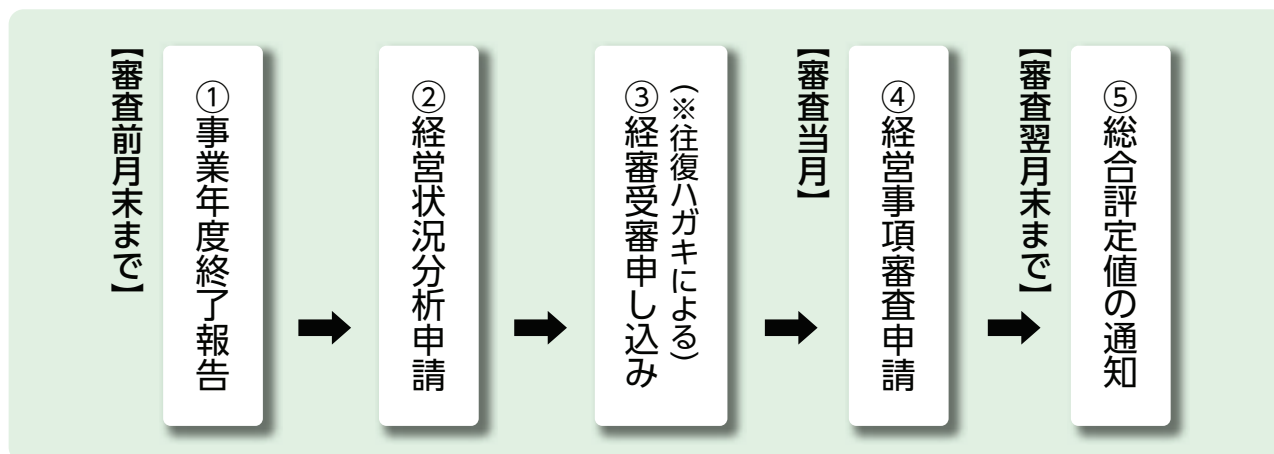 【審査前月末まで】
①事業年度終了報告
②経営状況分析申請
③経審受審申し込み
(※往復ハガキによる)
【審査当月】
④経営事項審査申請
【審査翌月末まで】
⑤総合評定値の通知